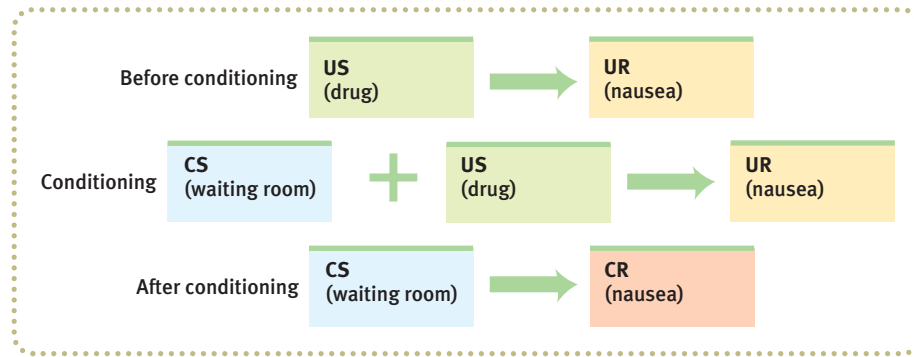 Before conditioning
US
(drug)
UR
(nausea)
Conditioning
CS
(waiting room)
US
(drug)
UR
(nausea)
After conditioning
CS
(waiting room)
CR
(nausea)